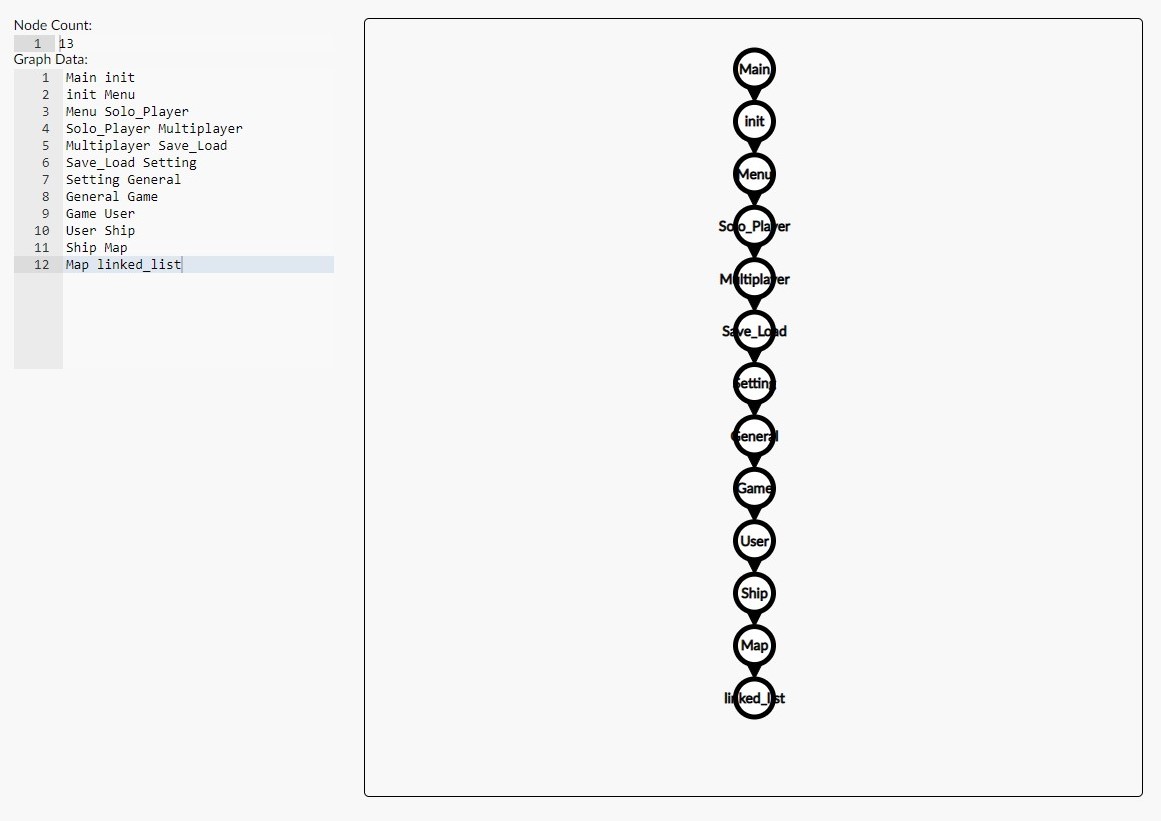 Node Count:
1 13
Graph Data:
1 Main init
2 init Menu
3 Menu Solo_Player
4 Solo_Player Multiplayer
5 Multiplayer Save_Load
6 Save_Load Setting
7 Setting General
8 General Game
9 Game User
10 User Ship
11 Ship Map
12 Map linked_list
Main
init
Menu
Solo_Player
Multiplayer
Save_Load
Setting
General
Game
User
Ship
Map
linked_list